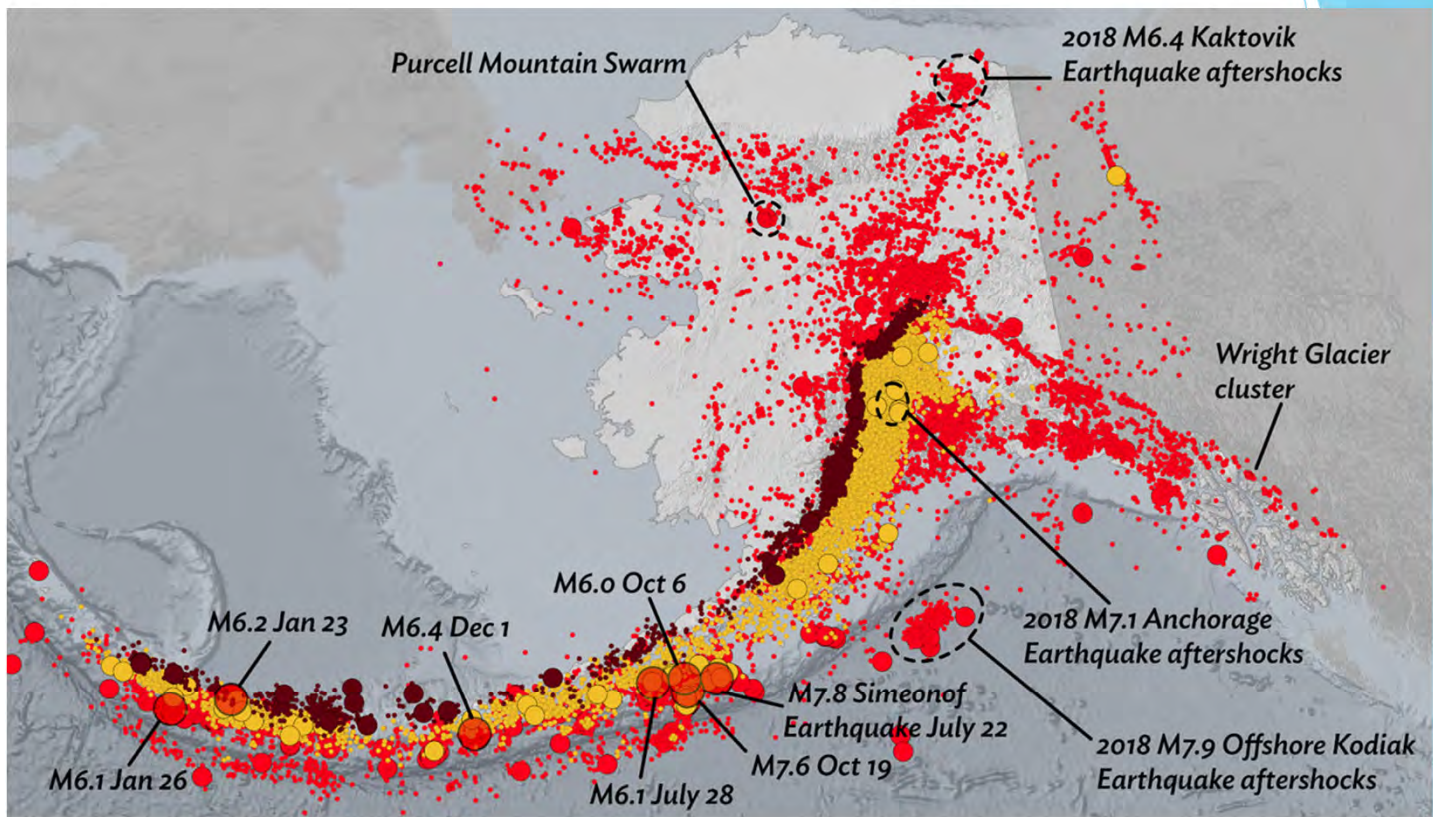 2018 M6.4 Kaktovik
Earthquake aftershocks
Purcell Mountain Swarm
Wright Glacier
cluster
M6.0 Oct 6
M6.2 Jan 23
M6.4 Dec 1
2018 M7.1 Anchorage
Earthquake aftershocks
M7.8 Simeonof
Earthquake July 22
M7.6 Oct 19
2018 M7.9 Offshore Kodiak
Earthquake aftershocks
M6.1 Jan 26
M6.1 July 28